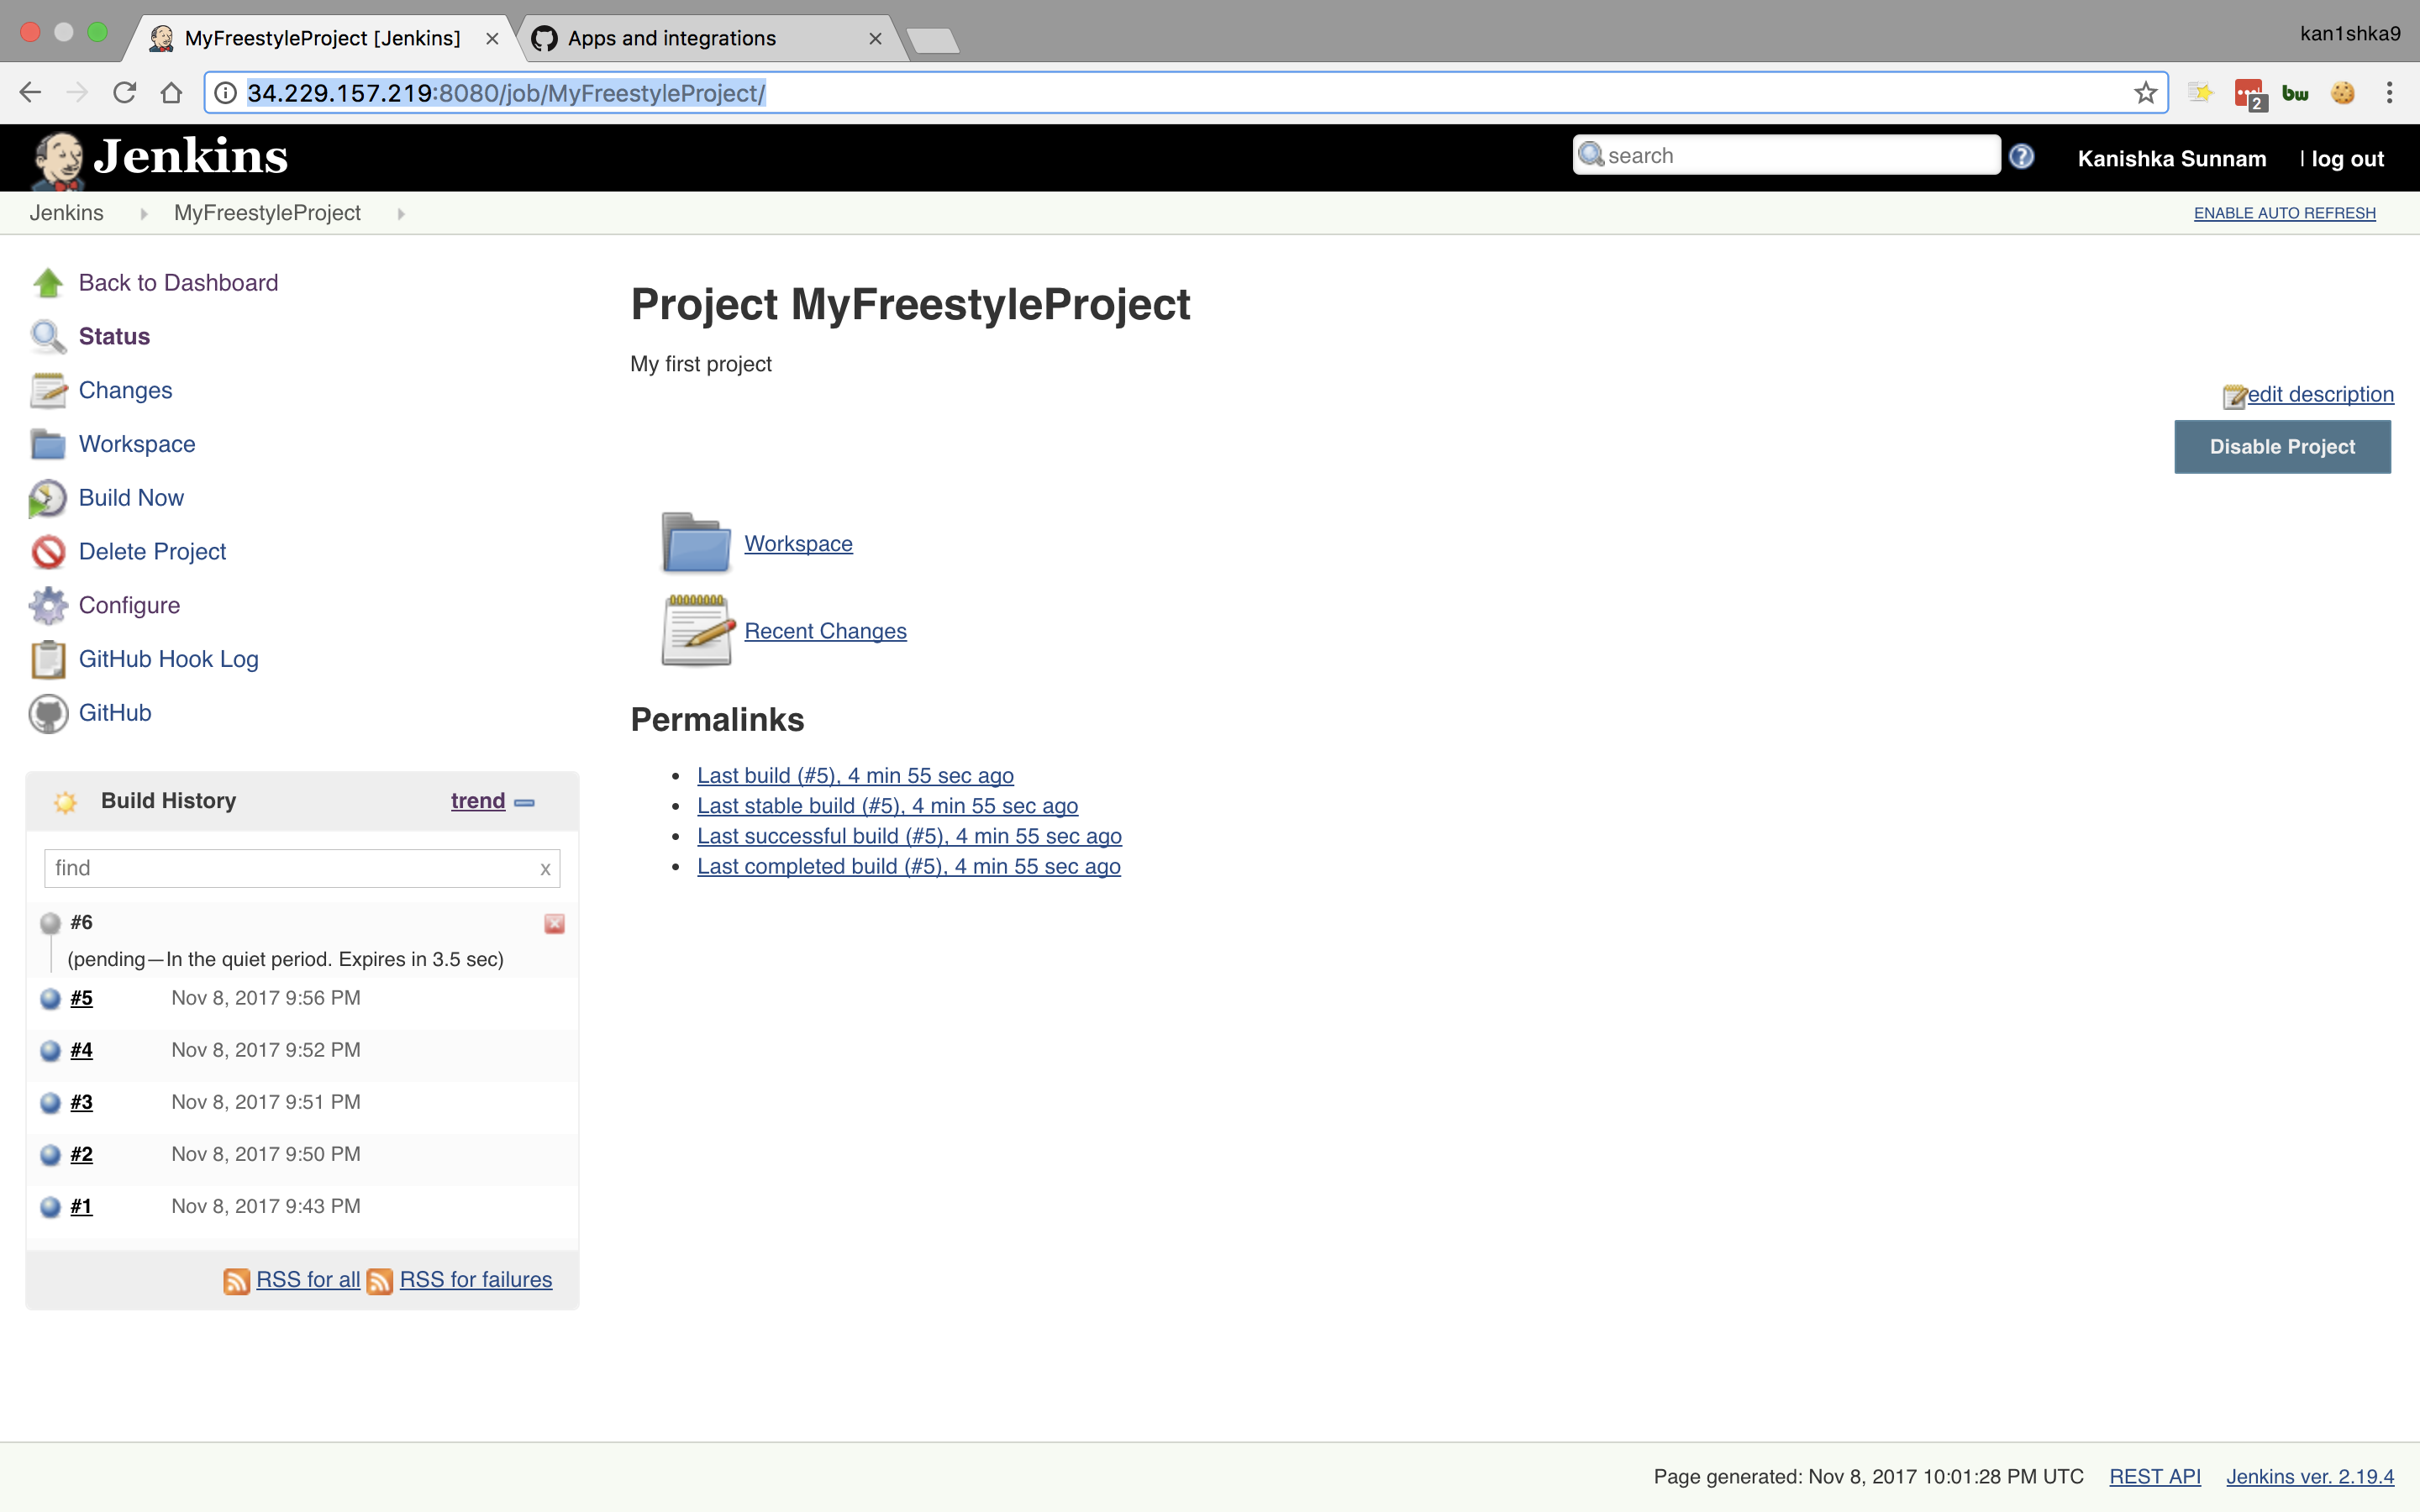 MyFreestyleProject [Jenkins]
Apps and integrations
kan1shka9
34.229.157.219:8080/job/MyFreestyleProject/
2
bw
Jenkins
search
Kanishka Sunnam
| log out
Jenkins
MyFreestyleProject
ENABLE AUTO REFRESH
Back to Dashboard
Status
Changes
Workspace
Build Now
Delete Project
Configure
GitHub Hook Log
GitHub
Project MyFreestyleProject
My first project
edit description
Disable Project
Workspace
Recent Changes
Permalinks
Last build (#5), 4 min 55 sec ago
Last stable build (#5), 4 min 55 sec ago
Last successful build (#5), 4 min 55 sec ago
Last completed build (#5), 4 min 55 sec ago
Build History
trend
find
x
#6
(pending—In the quiet period. Expires in 3.5 sec)
#5 Nov 8, 2017 9:56 PM
#4 Nov 8, 2017 9:52 PM
#3 Nov 8, 2017 9:51 PM
#2 Nov 8, 2017 9:50 PM
#1 Nov 8, 2017 9:43 PM
RSS for all RSS for failures
Page generated: Nov 8, 2017 10:01:28 PM UTC REST API Jenkins ver. 2.19.4